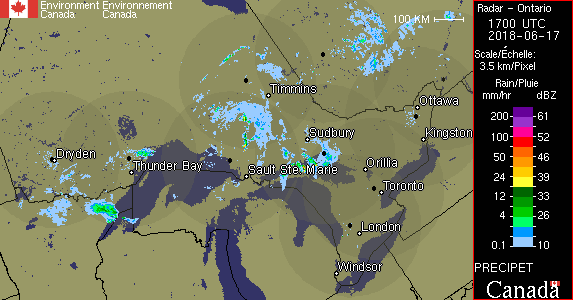 Environment Environnement
Canada Canada
100 KM
Timmins
Ottawa
Sudbury
Kingston
Dryden
Thunder Bay
Sault Ste. Marie
Orillia
Toronto
London
Windsor
Radar - Ontario
1700 UTC
2018-06-17
Scale/Échelle:
3.5 km/Pixel
Rain/Pluie
mm/hr dBZ
200 61
100 52
50 46
24 39
12 33
4 26
0.1 10
PRECIPET
Canada